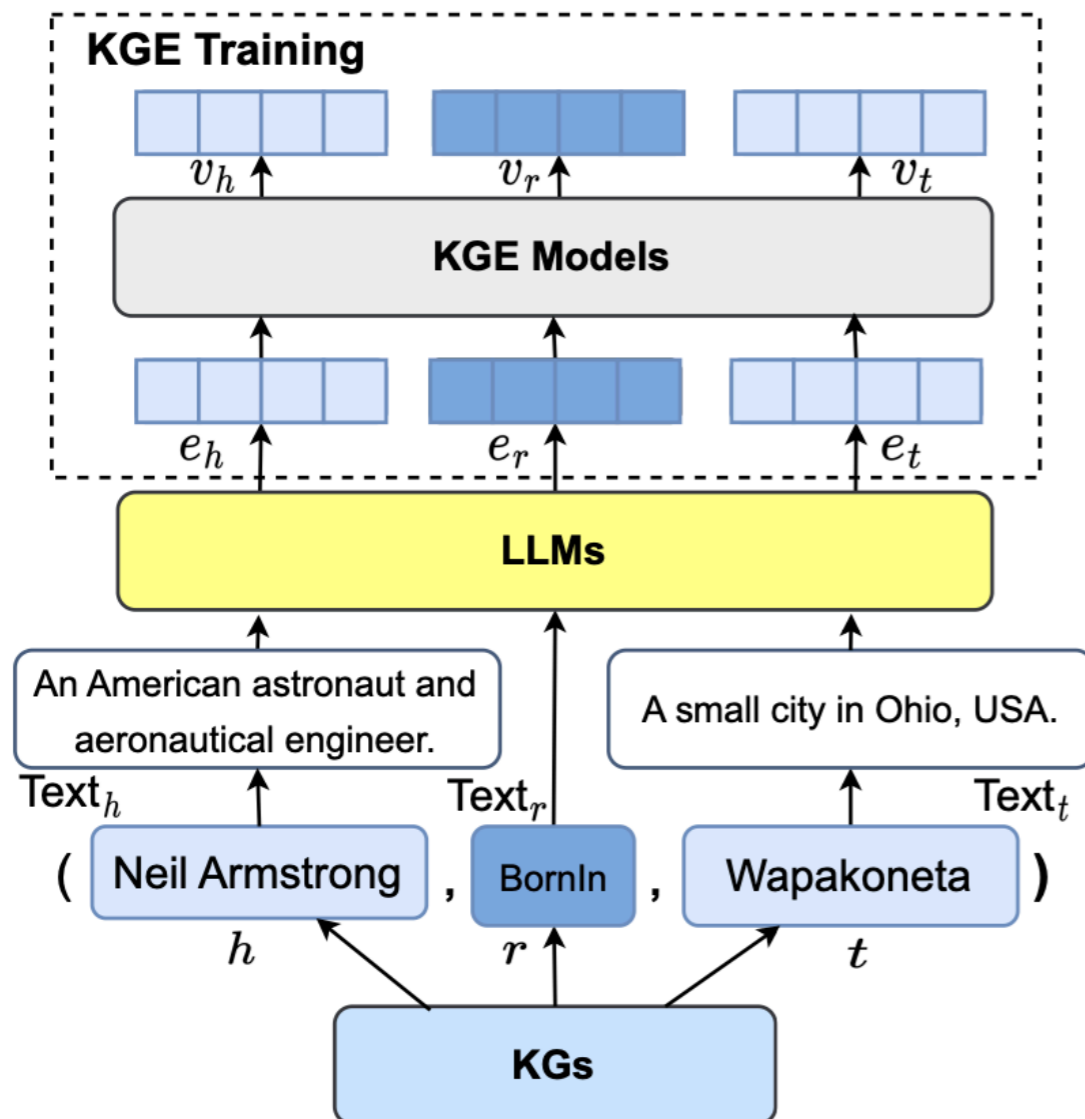 KGE Training
v_h v_r v_t
KGE Models
e_h e_r e_t
LLMs
An American astronaut and
aeronautical engineer.
A small city in Ohio, USA.
Text_h Text_r Text_t
( Neil Armstrong , BornIn , Wapakoneta )
h r t
KGs